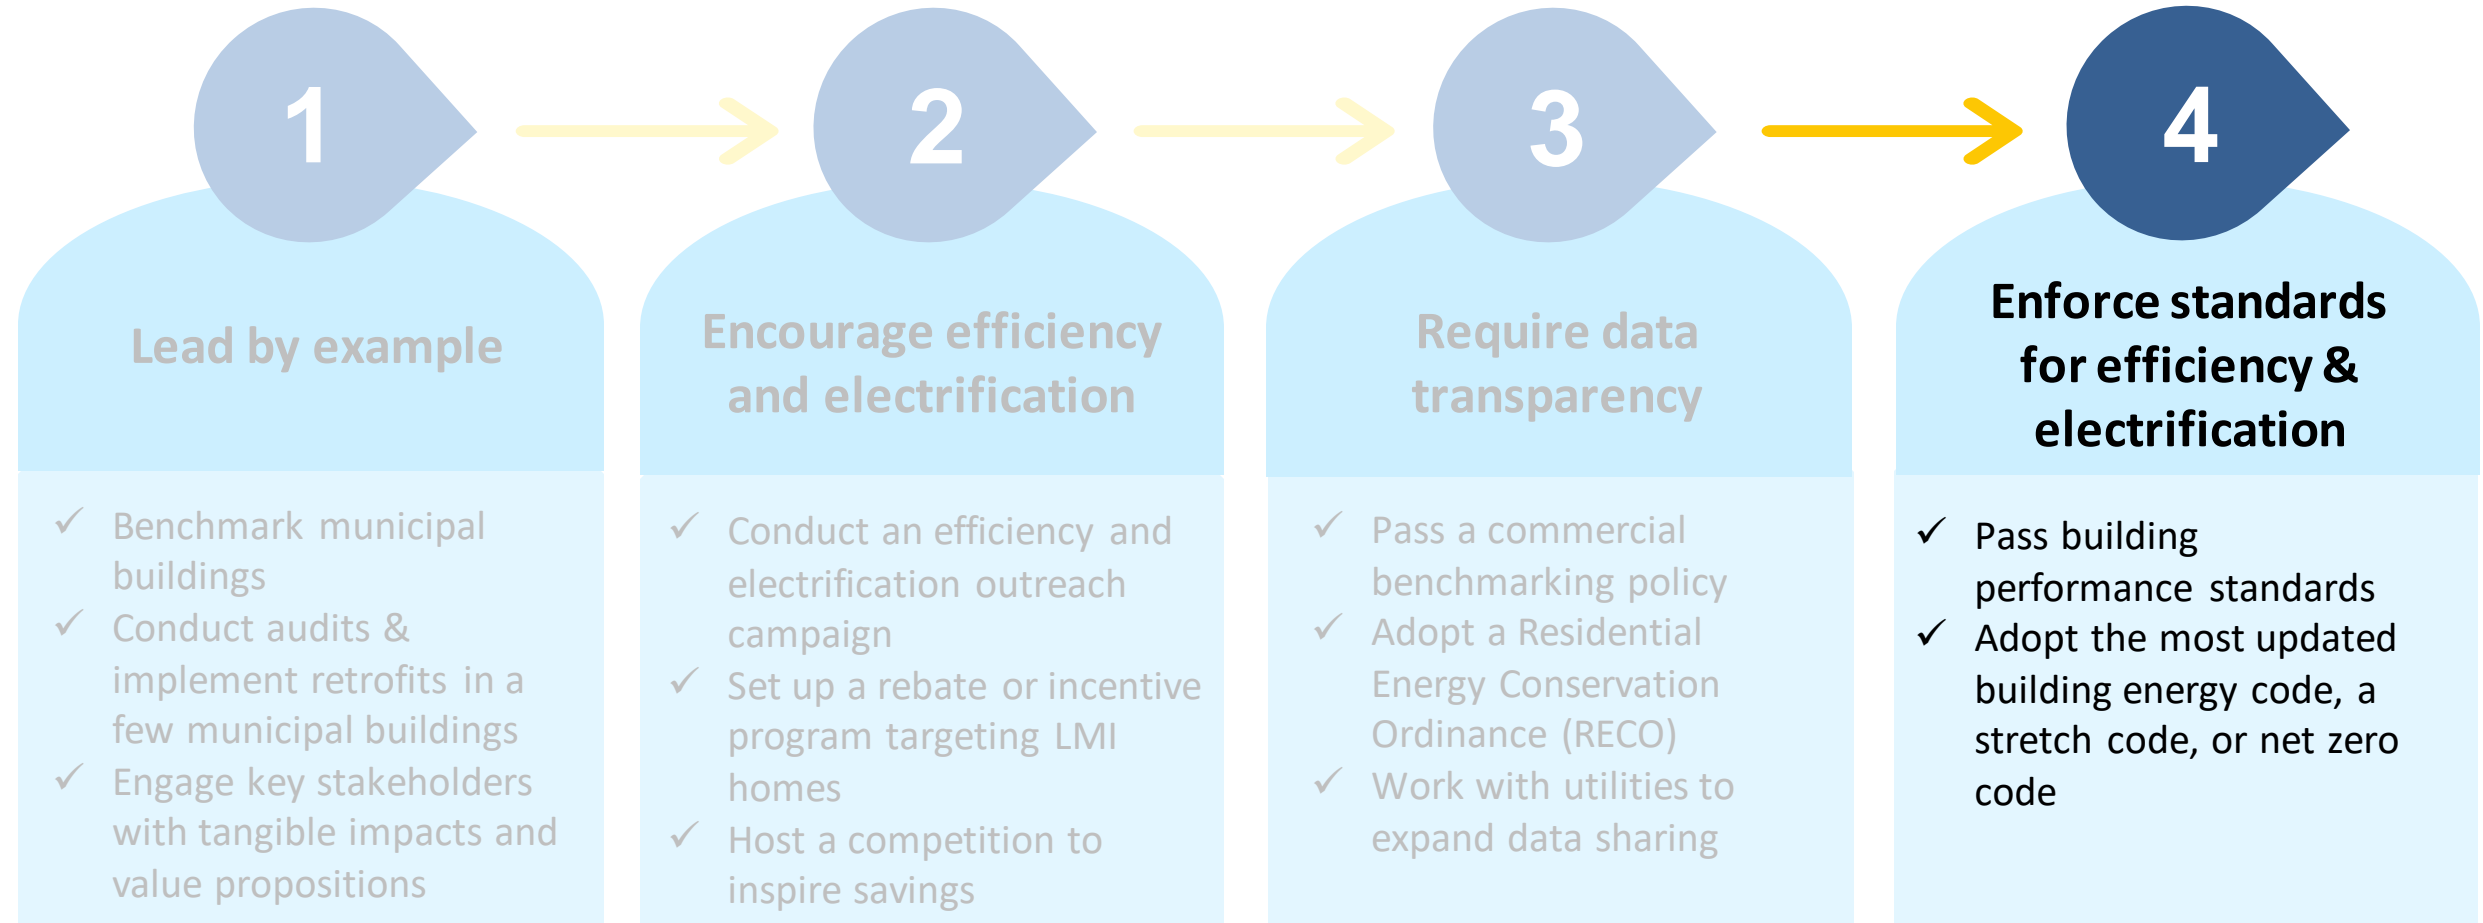 1
Lead by example
✓ Benchmark municipal
buildings
✓ Conduct audits &
implement retrofits in a
few municipal buildings
✓ Engage key stakeholders
with tangible impacts and
value propositions
2
Encourage efficiency
and electrification
✓ Conduct an efficiency and
electrification outreach
campaign
✓ Set up a rebate or incentive
program targeting LMI
homes
✓ Host a competition to
inspire savings
3
Require data
transparency
✓ Pass a commercial
benchmarking policy
✓ Adopt a Residential
Energy Conservation
Ordinance (RECO)
✓ Work with utilities to
expand data sharing
4
Enforce standards
for efficiency &
electrification
✓ Pass building
performance standards
✓ Adopt the most updated
building energy code, a
stretch code, or net zero
code